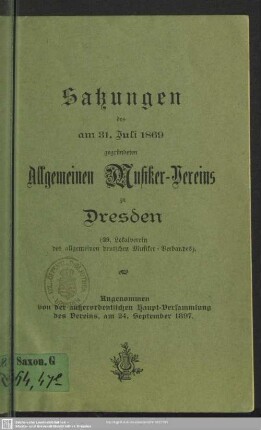 Satzungen
des
am 31. Juli 1869
gegründeten
Allgemeinen Musiker-Vereins
zu
Dresden
Lokalverein
des allgemeinen deutschen Musiker-Verbandes).
Angenommen
von der außerordentlichen Haupt-Versammlung
des Vereins, am 24. September 1897.
Saxon. G